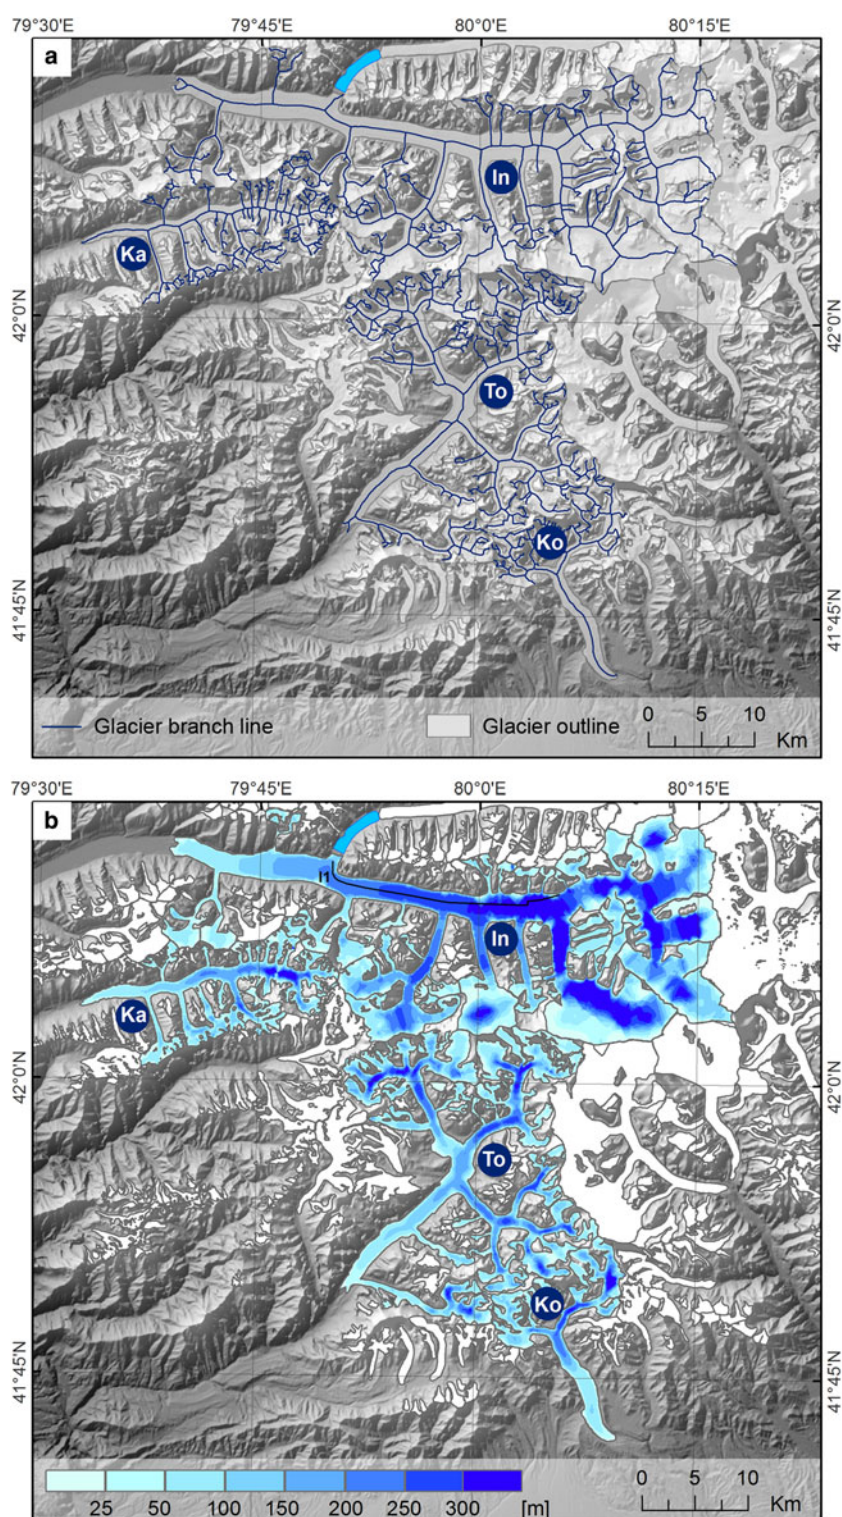 79°30'E 79°45'E 80°0'E 80°15'E
a
In
Ka
42°0'N 42°0'N
To
Ko
41°45'N 41°45'N
Glacier branch line Glacier outline 0 5 10
Km
79°30'E 79°45'E 80°0'E 80°15'E
b
I1
In
Ka
42°0'N 42°0'N
To
Ko
41°45'N 41°45'N
0 5 10
25 50 100 150 200 250 300 [m] Km